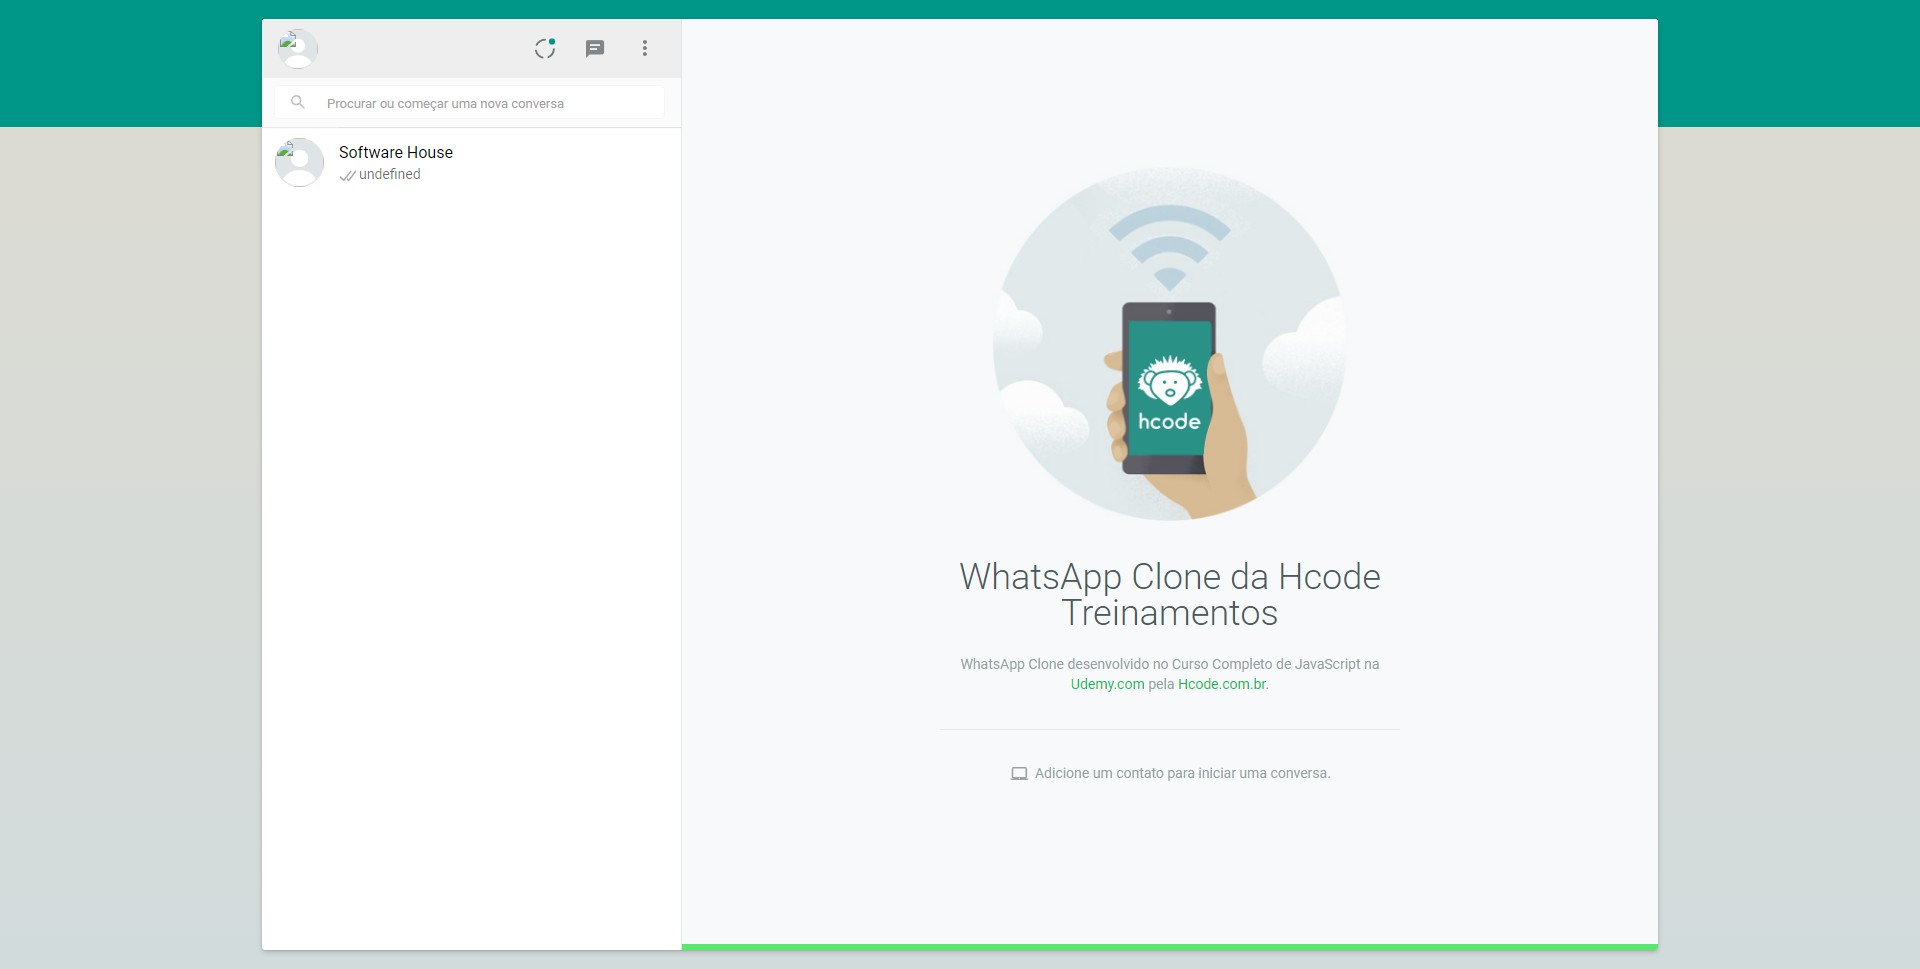 Procurar ou começar uma nova conversa
Software House
undefined
hcode
WhatsApp Clone da Hcode
Treinamentos
WhatsApp Clone desenvolvido no Curso Completo de JavaScript na
Udemy.com pela Hcode.com.br.
Adicione um contato para iniciar uma conversa.